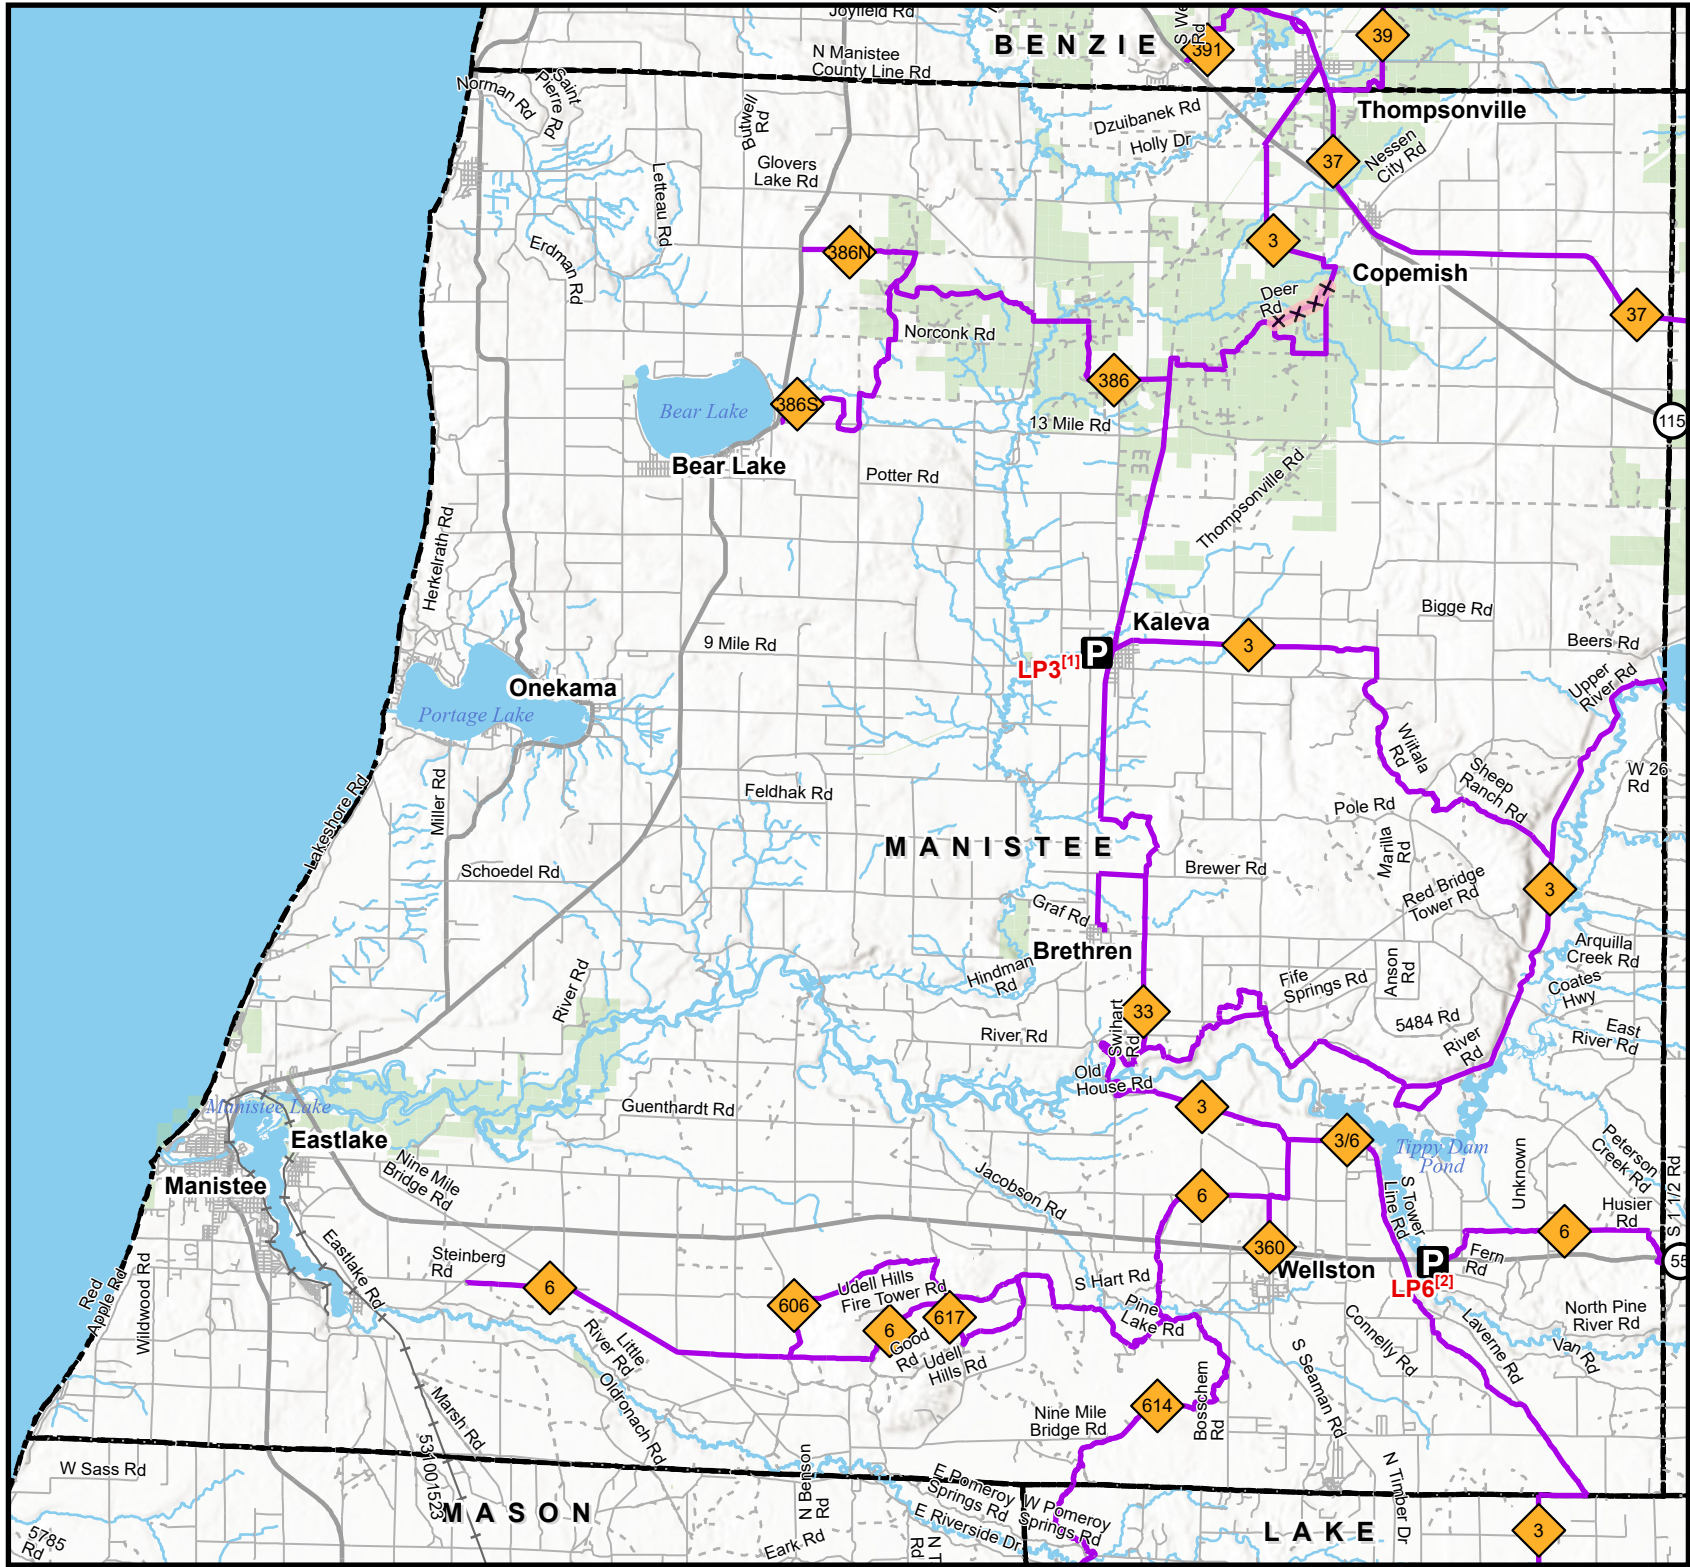 Joyfield Rd
BENZIE
S We
Rd
391
39
N Manistee
County Line Rd
Norman Rd
Saint
Pierre Rd
Butwell
Rd
Dzuibanek Rd
Holly Dr
Thompsonville
Nessen
City Rd
37
Glovers
Lake Rd
Letteau Rd
Erdman Rd
386N
3
Copemish
Deer
Rd
37
Norconk Rd
386
386S
Bear Lake
Bear Lake
13 Mile Rd
115
Potter Rd
Thompsonville Rd
Herkelrath Rd
Bigge Rd
Kaleva
P
LP3[1]
3
Beers Rd
9 Mile Rd
Upper
River Rd
Onekama
Portage Lake
Wiitala
Rd
Sheep
Ranch Rd
W 26
Rd
Miller Rd
Lakeshore Rd
Feldhak Rd
Pole Rd
Marilla
Rd
MANISTEE
Schoedel Rd
Brewer Rd
Red Bridge
Tower Rd
3
Graf Rd
Brethren
Arquilla
Creek Rd
Hindman
Rd
Fife
Springs Rd
Anson
Rd
Coates
Hwy
River Rd
33
Swihart
Rd
River Rd
5484 Rd
River
Rd
East
River Rd
Old
House Rd
Manistee Lake
Guenthardt Rd
3
3/6
Eastlake
Tippy Dam
Pond
Unknown
Peterson
Creek Rd
Manistee
Nine Mile
Bridge Rd
Jacobson Rd
6
S Tower
Line Rd
Husier
Rd
S 1 1/2 Rd
6
360
Wellston
P
LP6[2]
Fern
Rd
55
Eastlake Rd
Steinberg
Rd
6
Udell Hills
Fire Tower Rd
S Hart Rd
606
6
617
Good
Rd
Udell
Hills Rd
Pine
Lake Rd
North Pine
River Rd
Red
Apple Rd
Wildwood Rd
Little
River Rd
Connelly Rd
Laverne Rd
Van Rd
S Seaman Rd
Oldronach Rd
Marsh Rd
614
Bosschem
Rd
Nine Mile
Bridge Rd
W Sass Rd
531001523
MASON
N Benson
Rd
E Pomeroy
Springs Rd
W Pomeroy
Springs Rd
E Riverside Dr
N Timber Dr
LAKE
3
5785
Rd
Eark Rd
N T
Rd